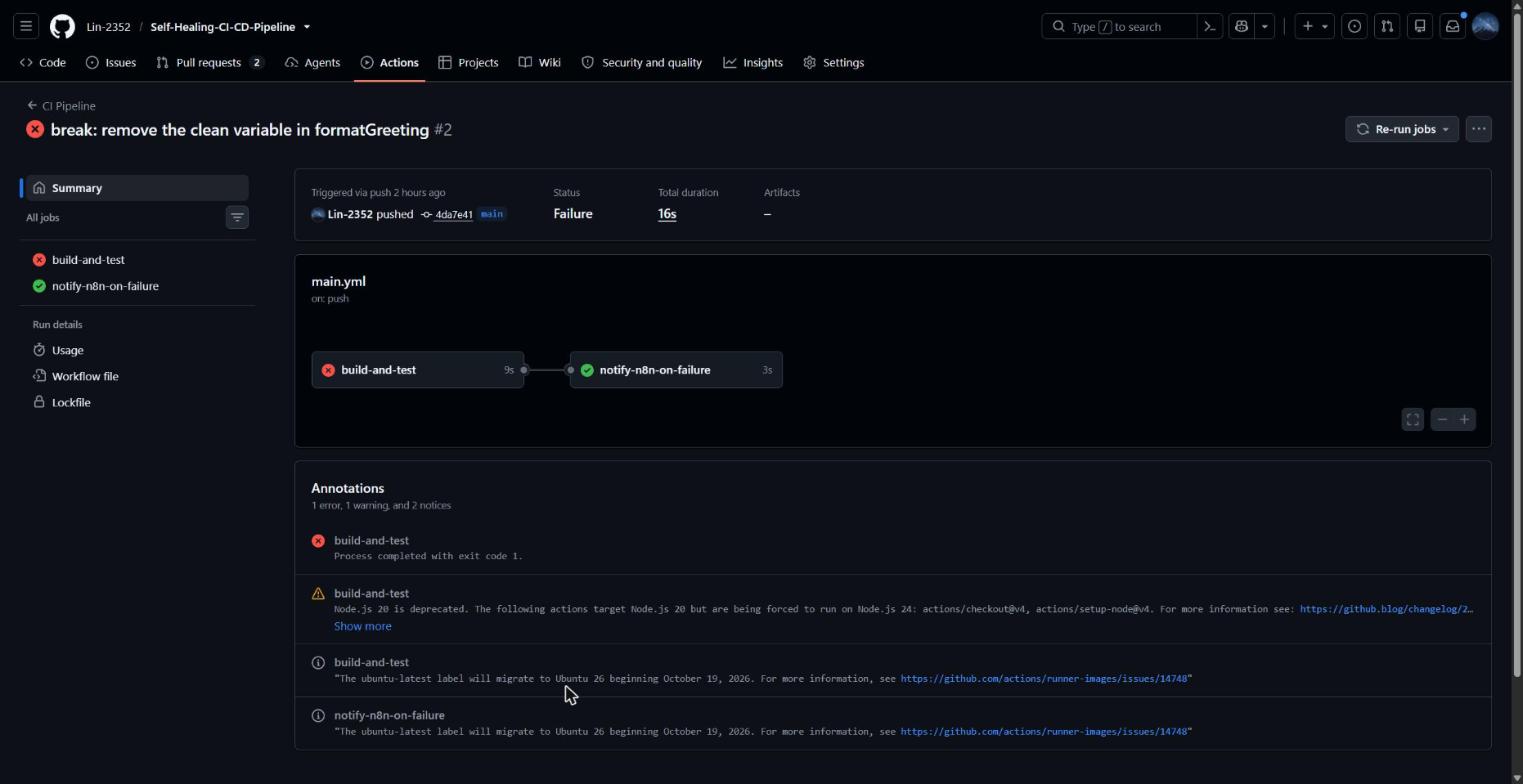 Lin-2352 / Self-Healing-CI-CD-Pipeline
Type / to search
Code Issues Pull requests 2 Agents Actions Projects Wiki Security and quality Insights Settings
CI Pipeline
break: remove the clean variable in formatGreeting #2
Re-run jobs
Summary
All jobs
build-and-test
notify-n8n-on-failure
Run details
Usage
Workflow file
Lockfile
Triggered via push 2 hours ago
Lin-2352 pushed 4da7e41 main
Status
Failure
Total duration
16s
Artifacts
–
main.yml
on: push
build-and-test 9s
notify-n8n-on-failure 3s
Annotations
1 error, 1 warning, and 2 notices
build-and-test
Process completed with exit code 1.
build-and-test
Node.js 20 is deprecated. The following actions target Node.js 20 but are being forced to run on Node.js 24: actions/checkout@v4, actions/setup-node@v4. For more information see: https://github.blog/changelog/2…
Show more
build-and-test
"The ubuntu-latest label will migrate to Ubuntu 26 beginning October 19, 2026. For more information, see https://github.com/actions/runner-images/issues/14748"
notify-n8n-on-failure
"The ubuntu-latest label will migrate to Ubuntu 26 beginning October 19, 2026. For more information, see https://github.com/actions/runner-images/issues/14748"